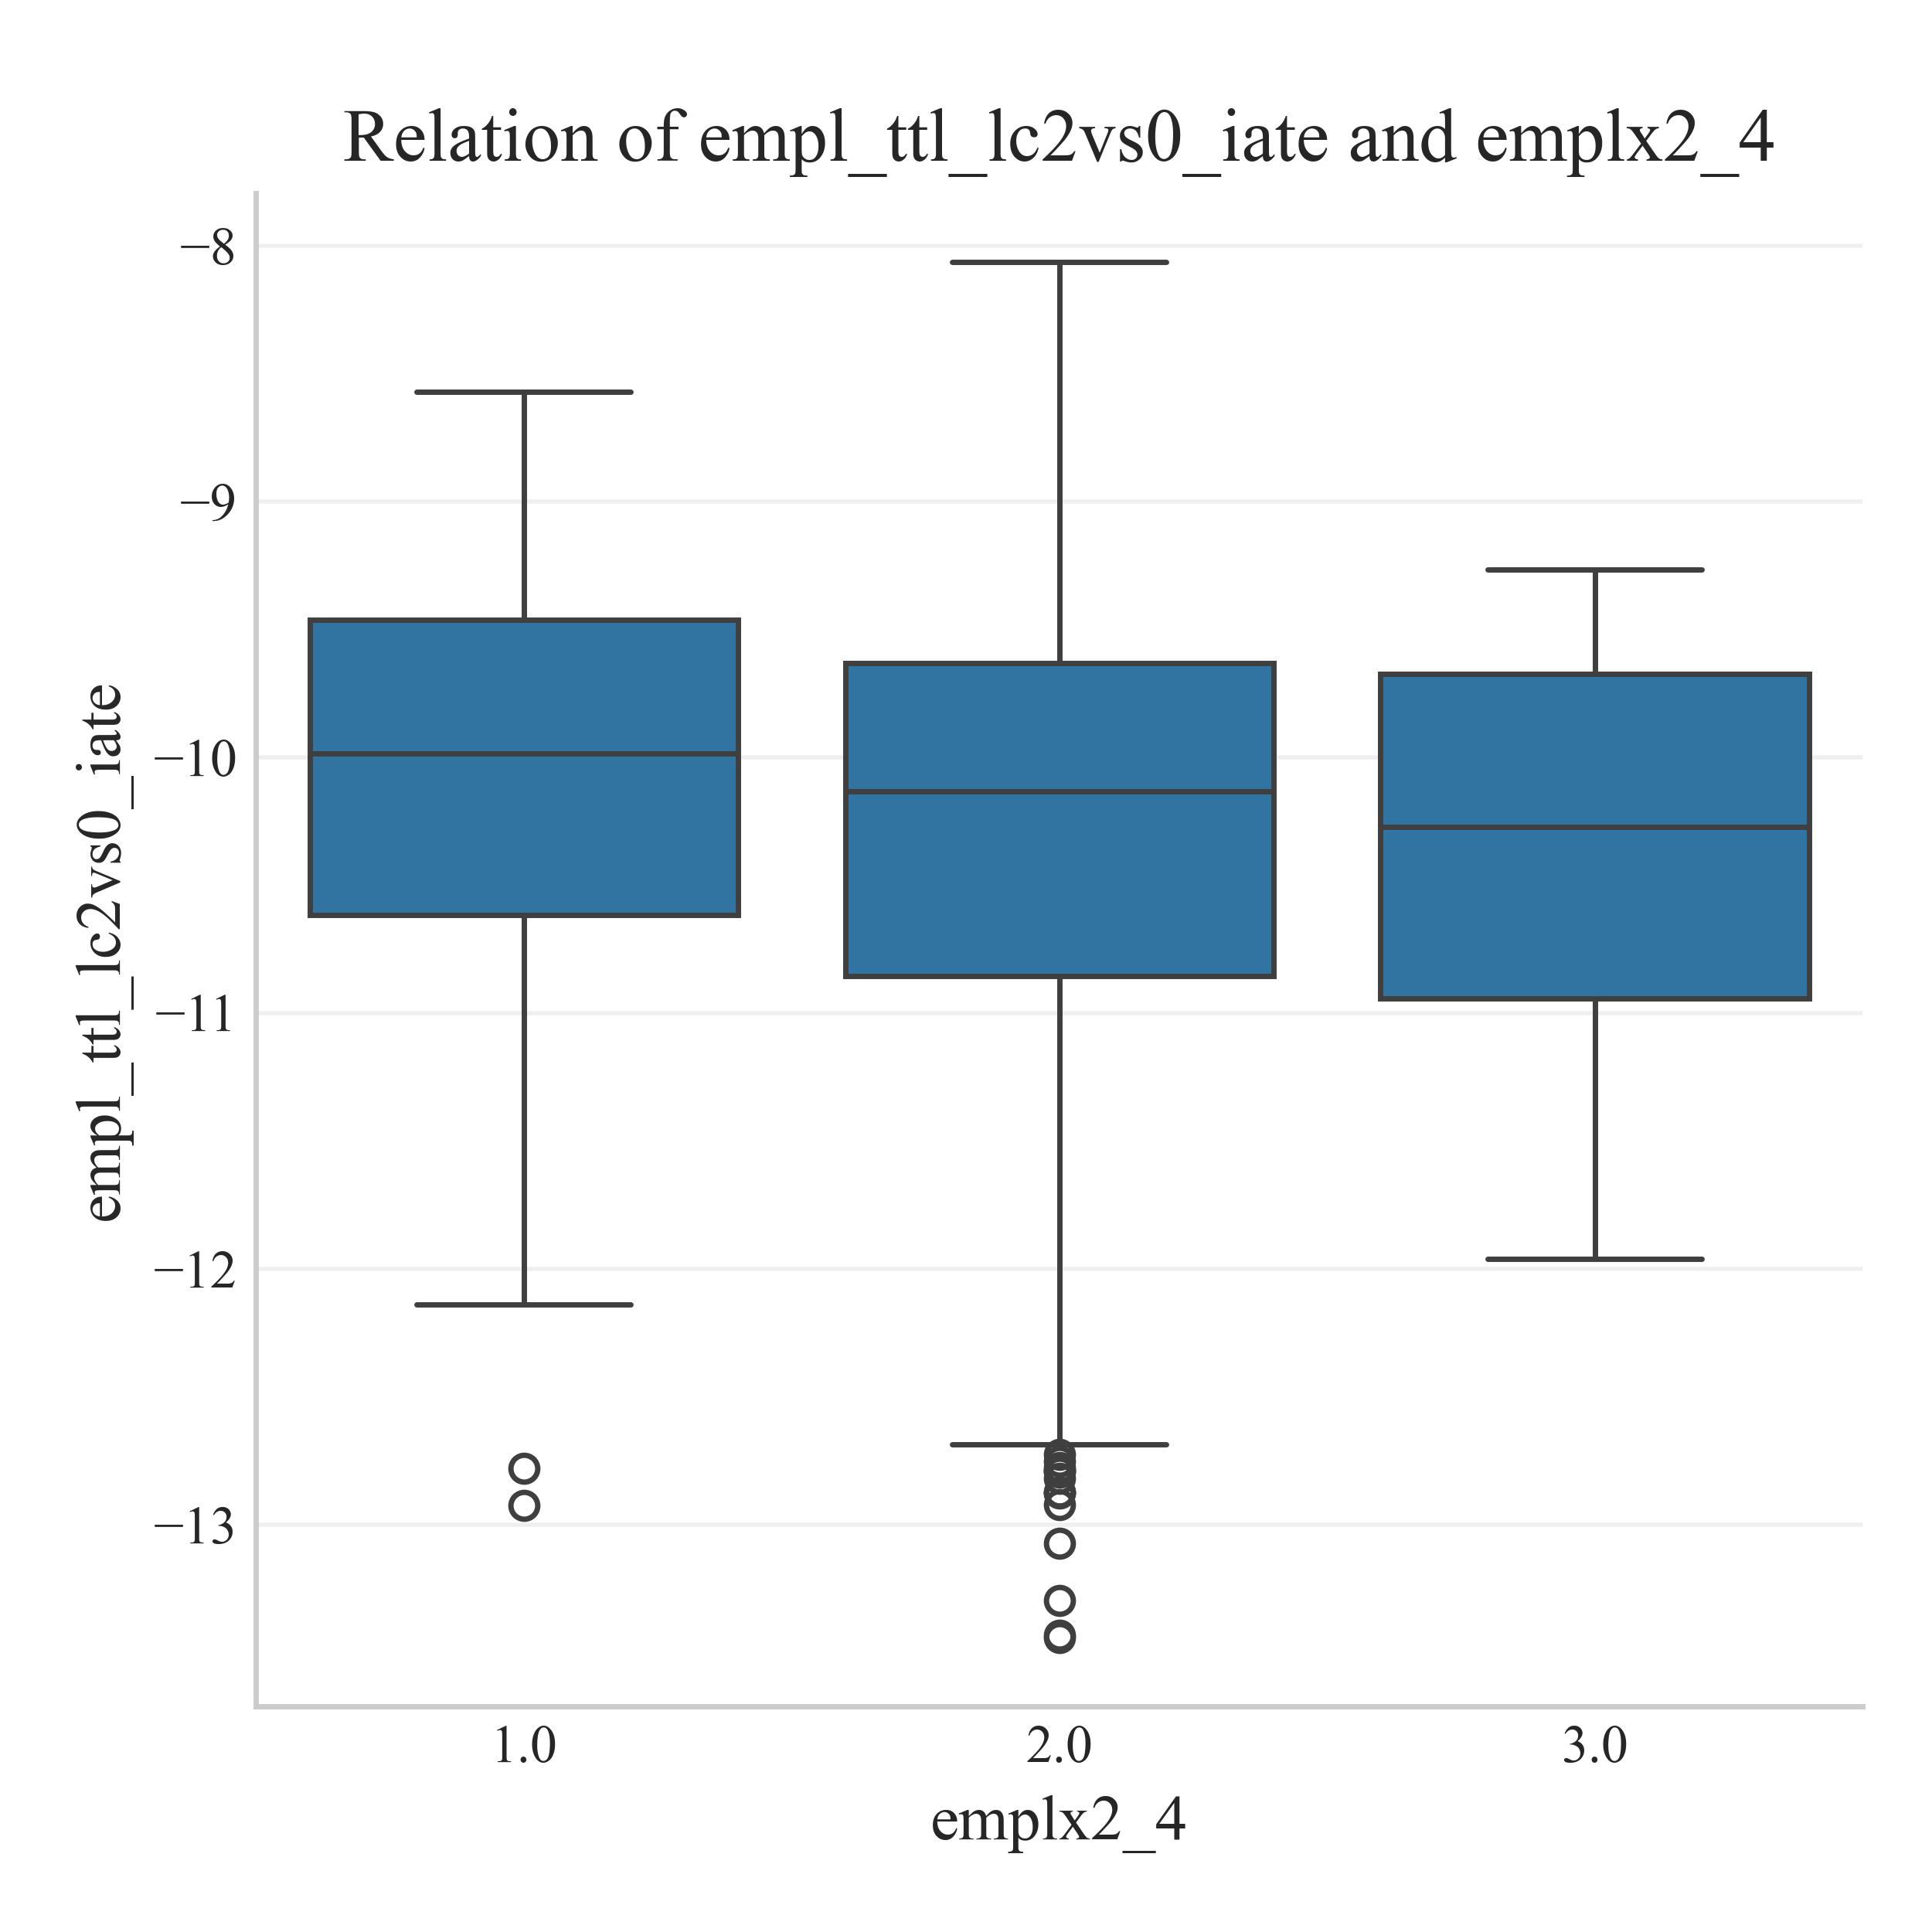 Relation of empl_ttl_lc2vs0_iate and emplx2_4
−8
−9
−10
−11
−12
−13
empl_ttl_lc2vs0_iate
1.0 2.0 3.0
emplx2_4